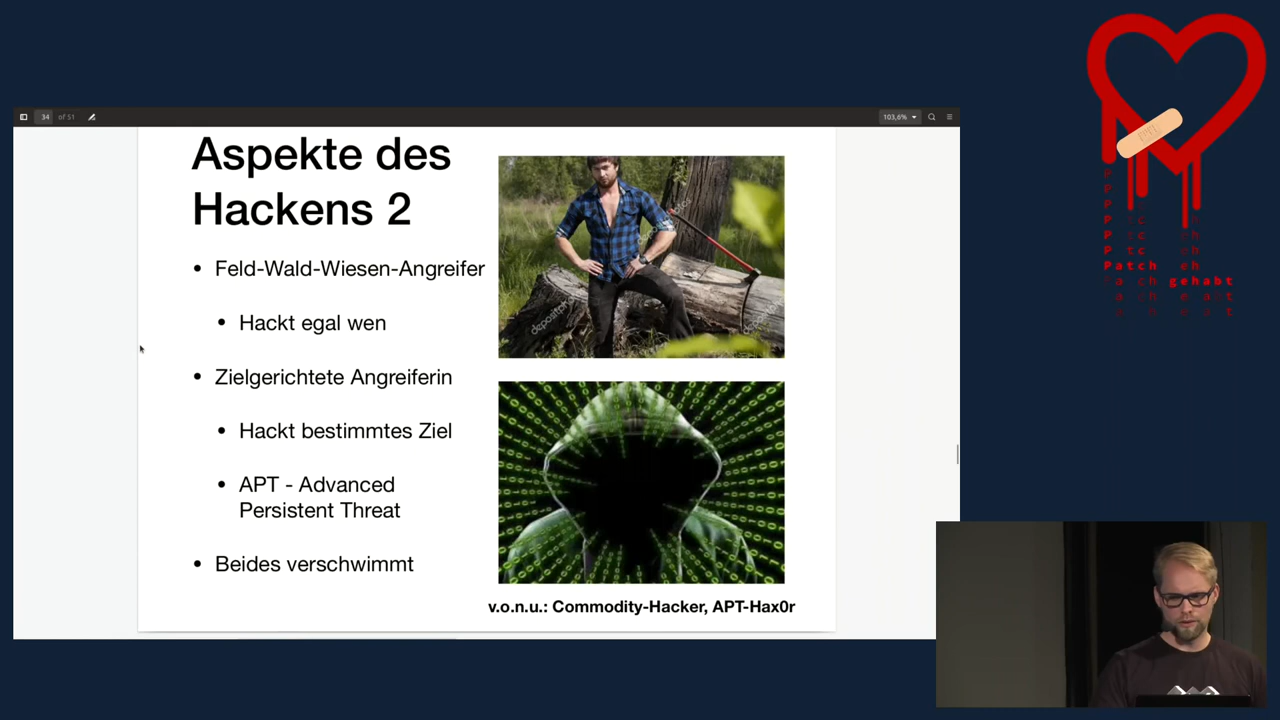 34 of 51
103,6%
Aspekte des
Hackens 2
• Feld-Wald-Wiesen-Angreifer
• Hackt egal wen
• Zielgerichtete Angreiferin
• Hackt bestimmtes Ziel
• APT - Advanced
Persistent Threat
• Beides verschwimmt
v.o.n.u.: Commodity-Hacker, APT-Hax0r
Patch
gehabt